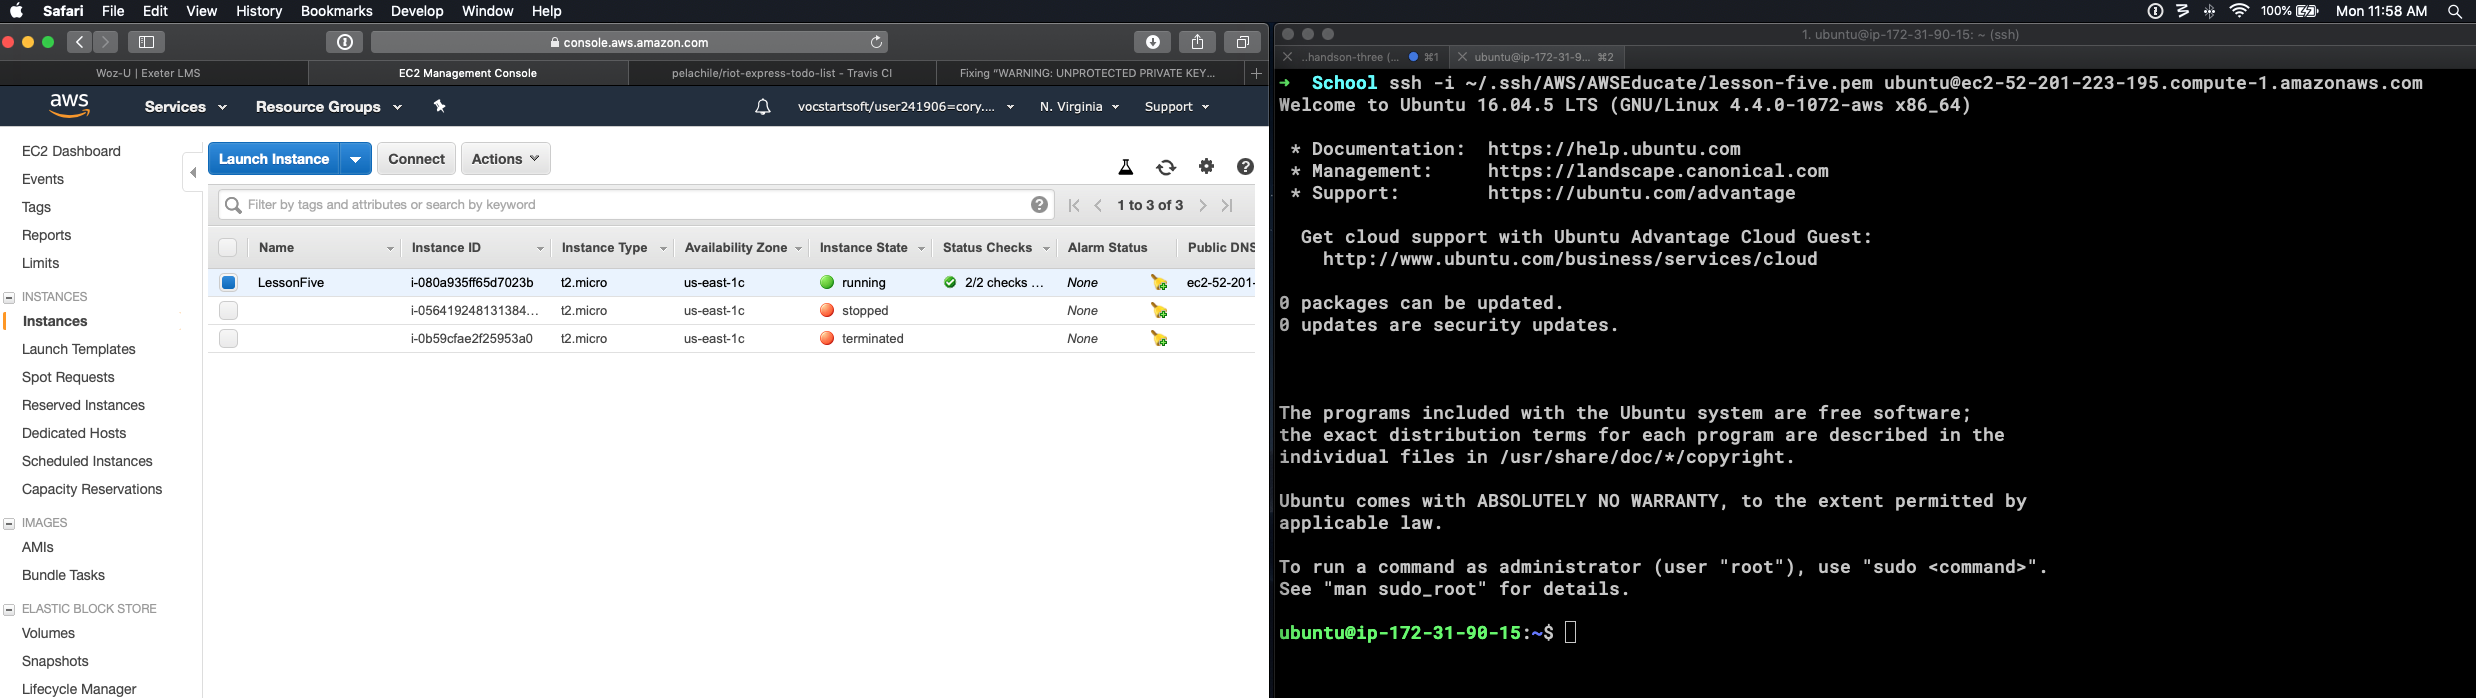 Safari File Edit View History Bookmarks Develop Window Help 100% Mon 11:58 AM
console.aws.amazon.com
Woz-U | Exeter LMS
EC2 Management Console
pelachile/riot-express-todo-list - Travis CI
Fixing “WARNING: UNPROTECTED PRIVATE KEY...
aws Services Resource Groups vocstartsoft/user241906=cory.... N. Virginia Support
EC2 Dashboard
Events
Tags
Reports
Limits
INSTANCES
Instances
Launch Templates
Spot Requests
Reserved Instances
Dedicated Hosts
Scheduled Instances
Capacity Reservations
IMAGES
AMIs
Bundle Tasks
ELASTIC BLOCK STORE
Volumes
Snapshots
Lifecycle Manager
Launch Instance Connect Actions
Filter by tags and attributes or search by keyword 1 to 3 of 3
Name Instance ID Instance Type Availability Zone Instance State Status Checks Alarm Status Public DNS
LessonFive i-080a935ff65d7023b t2.micro us-east-1c running 2/2 checks ... None ec2-52-201-
i-056419248131384... t2.micro us-east-1c stopped None
i-0b59cfae2f25953a0 t2.micro us-east-1c terminated None
1. ubuntu@ip-172-31-90-15: ~ (ssh)
..handson-three (... ⌘1 ubuntu@ip-172-31-9... ⌘2
➜ School ssh -i ~/.ssh/AWS/AWSEducate/lesson-five.pem ubuntu@ec2-52-201-223-195.compute-1.amazonaws.com
Welcome to Ubuntu 16.04.5 LTS (GNU/Linux 4.4.0-1072-aws x86_64)
* Documentation: https://help.ubuntu.com
* Management: https://landscape.canonical.com
* Support: https://ubuntu.com/advantage
Get cloud support with Ubuntu Advantage Cloud Guest:
http://www.ubuntu.com/business/services/cloud
0 packages can be updated.
0 updates are security updates.
The programs included with the Ubuntu system are free software;
the exact distribution terms for each program are described in the
individual files in /usr/share/doc/*/copyright.
Ubuntu comes with ABSOLUTELY NO WARRANTY, to the extent permitted by
applicable law.
To run a command as administrator (user "root"), use "sudo <command>".
See "man sudo_root" for details.
ubuntu@ip-172-31-90-15:~$